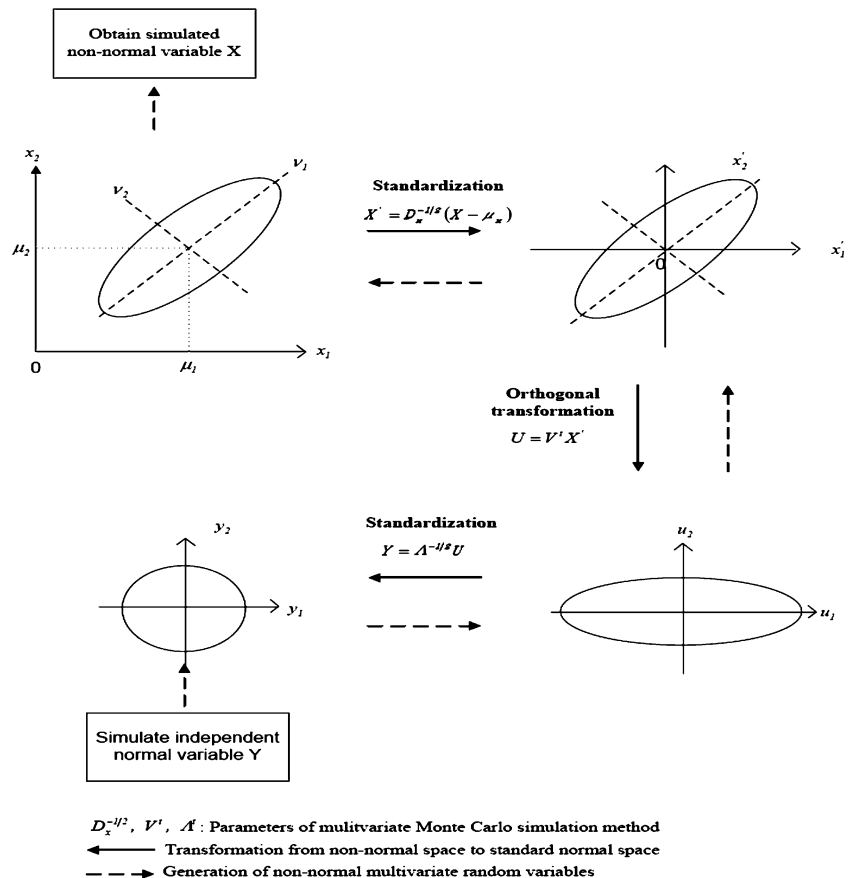 Obtain simulated
non-normal variable X
x₂
ν₁
ν₂
μ₂
0
μ₁
x₁
Standardization
X' = D_x^{-1/2}(X − μ_x)
x'₂
0
x'₁
Orthogonal
transformation
U = V^t X'
Standardization
Y = Λ^{-1/2}U
y₂
y₁
u₂
u₁
Simulate independent
normal variable Y
D_x^{-1/2}, V^t, Λ^t : Parameters of mulitvariate Monte Carlo simulation method
Transformation from non-normal space to standard normal space
Generation of non-normal multivariate random variables